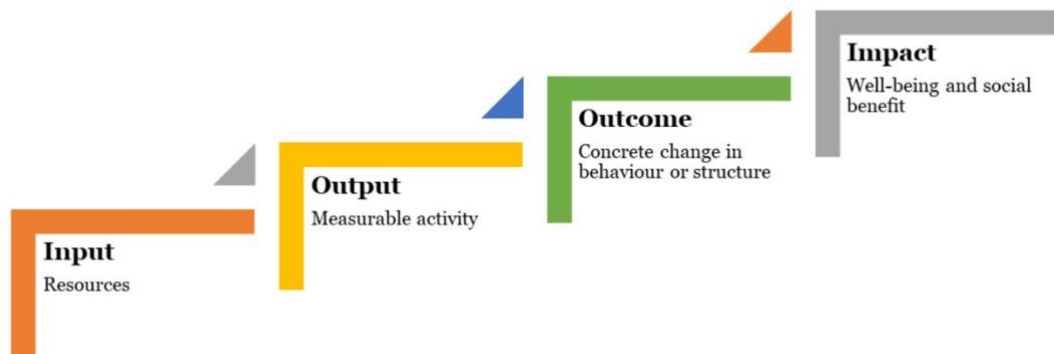 Input
Resources
Output
Measurable activity
Outcome
Concrete change in
behaviour or structure
Impact
Well-being and social
benefit